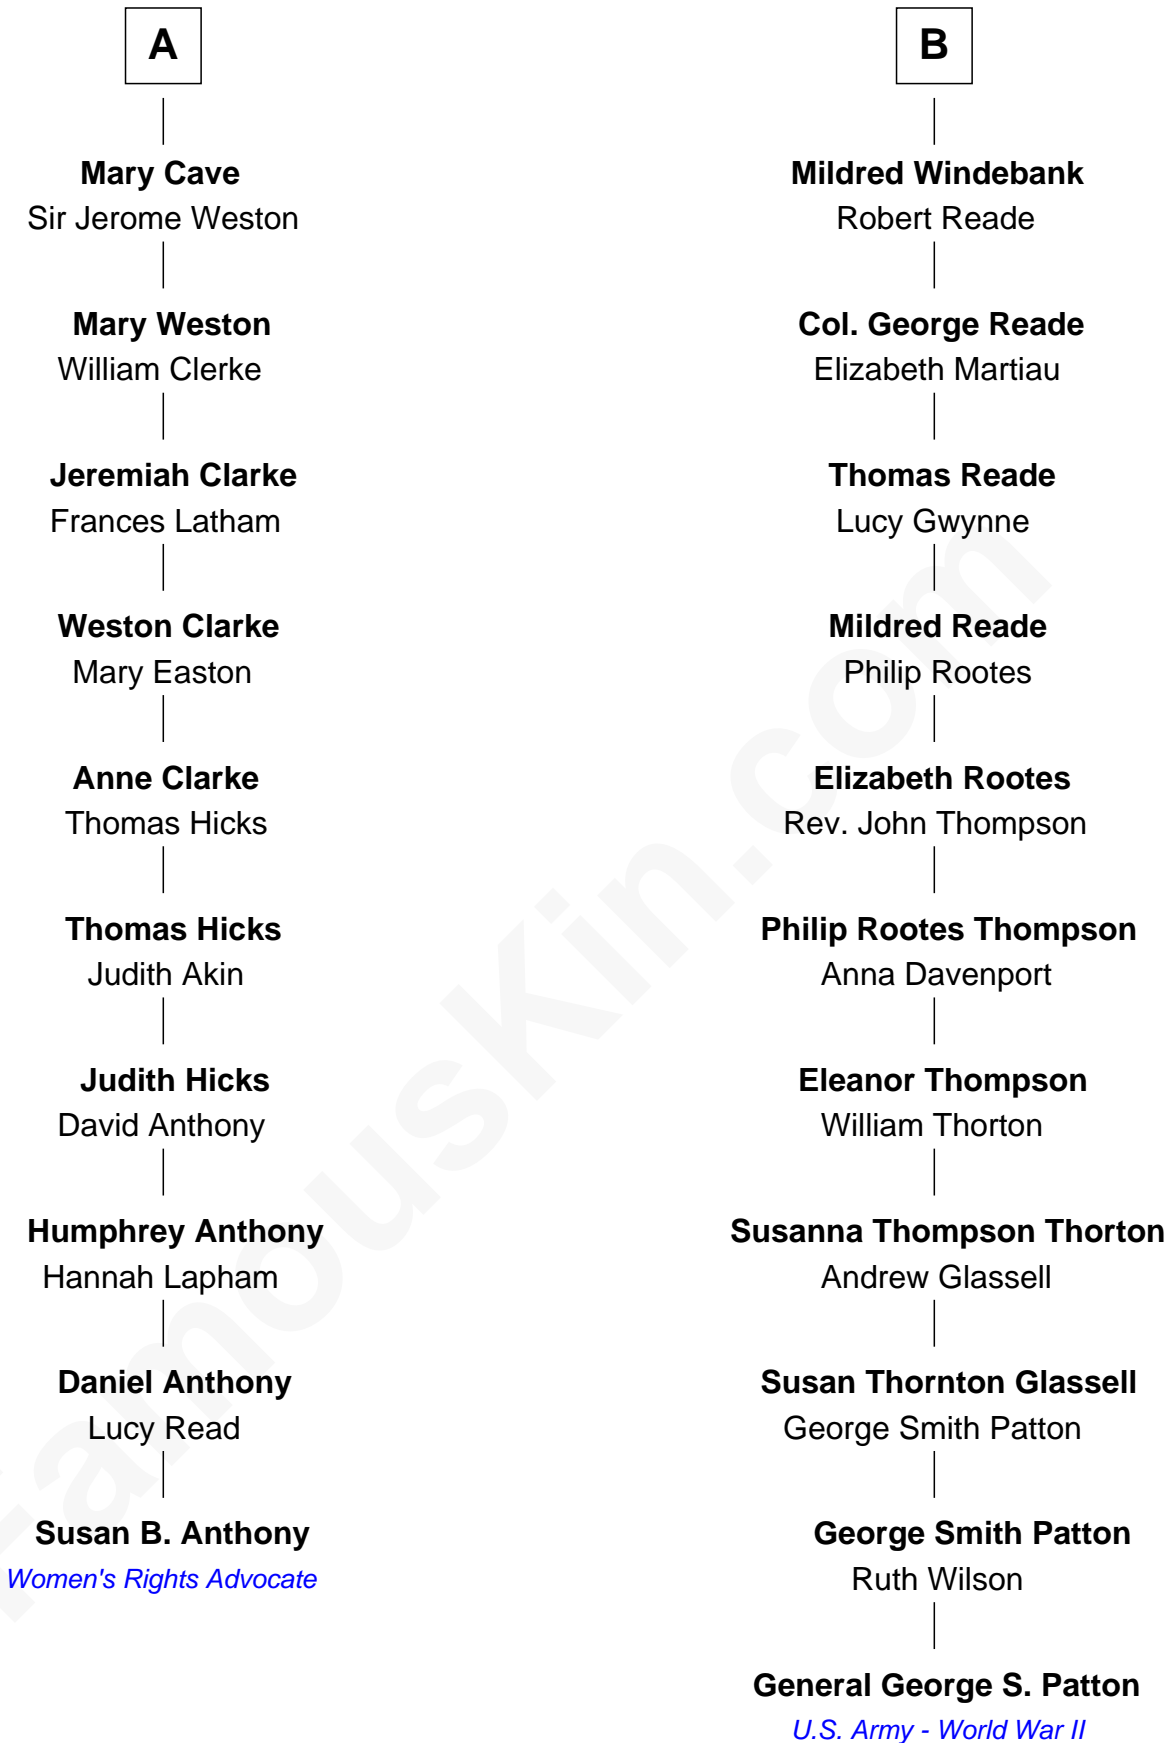 A
Mary Cave
Sir Jerome Weston
Mary Weston
William Clerke
Jeremiah Clarke
Frances Latham
Weston Clarke
Mary Easton
Anne Clarke
Thomas Hicks
Thomas Hicks
Judith Akin
Judith Hicks
David Anthony
Humphrey Anthony
Hannah Lapham
Daniel Anthony
Lucy Read
Susan B. Anthony
Women's Rights Advocate
B
Mildred Windebank
Robert Reade
Col. George Reade
Elizabeth Martiau
Thomas Reade
Lucy Gwynne
Mildred Reade
Philip Rootes
Elizabeth Rootes
Rev. John Thompson
Philip Rootes Thompson
Anna Davenport
Eleanor Thompson
William Thorton
Susanna Thompson Thorton
Andrew Glassell
Susan Thornton Glassell
George Smith Patton
George Smith Patton
Ruth Wilson
General George S. Patton
U.S. Army - World War II
FamousKin.com